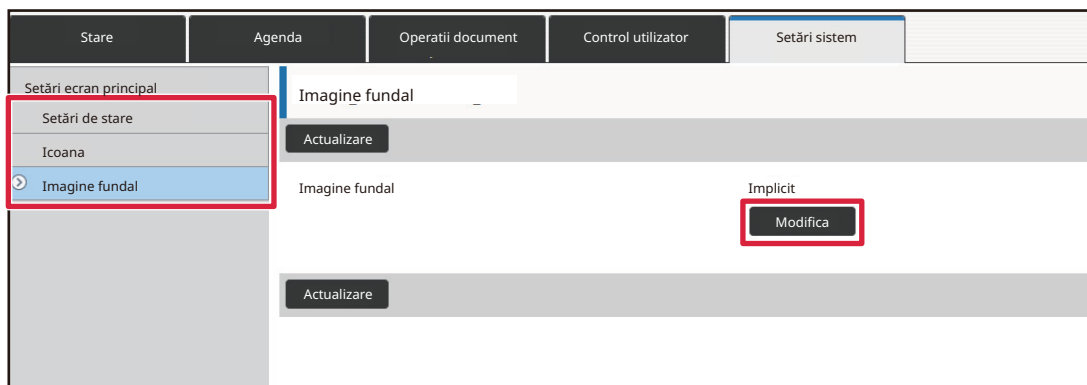 Stare Agenda Operatii document Control utilizator Setări sistem
Setări ecran principal
Setări de stare
Icoana
Imagine fundal
Imagine fundal
Actualizare
Imagine fundal Implicit
Modifica
Actualizare